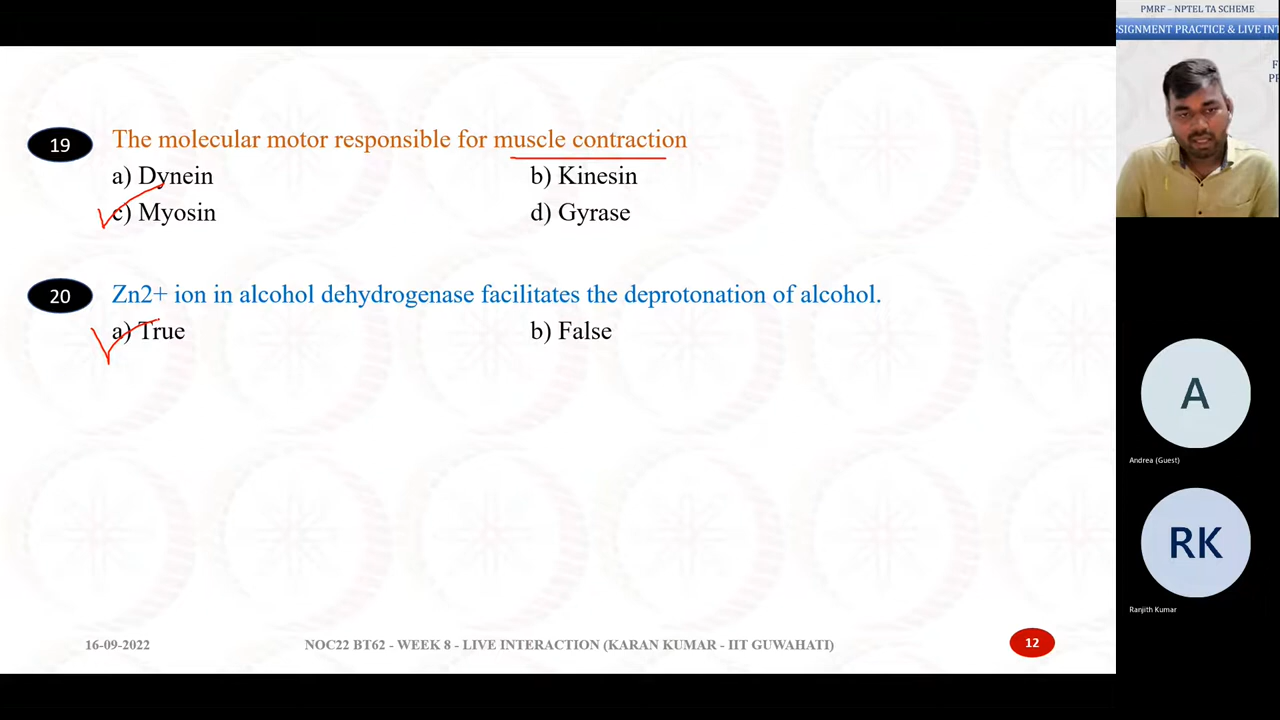 PMRF – NPTEL TA SCHEME
SSIGNMENT PRACTICE & LIVE INT
F
PR
19
The molecular motor responsible for muscle contraction
a) Dynein b) Kinesin
c) Myosin d) Gyrase
20
Zn2+ ion in alcohol dehydrogenase facilitates the deprotonation of alcohol.
a) True b) False
A
Andrea (Guest)
RK
Ranjith Kumar
16-09-2022 NOC22 BT62 - WEEK 8 - LIVE INTERACTION (KARAN KUMAR - IIT GUWAHATI) 12